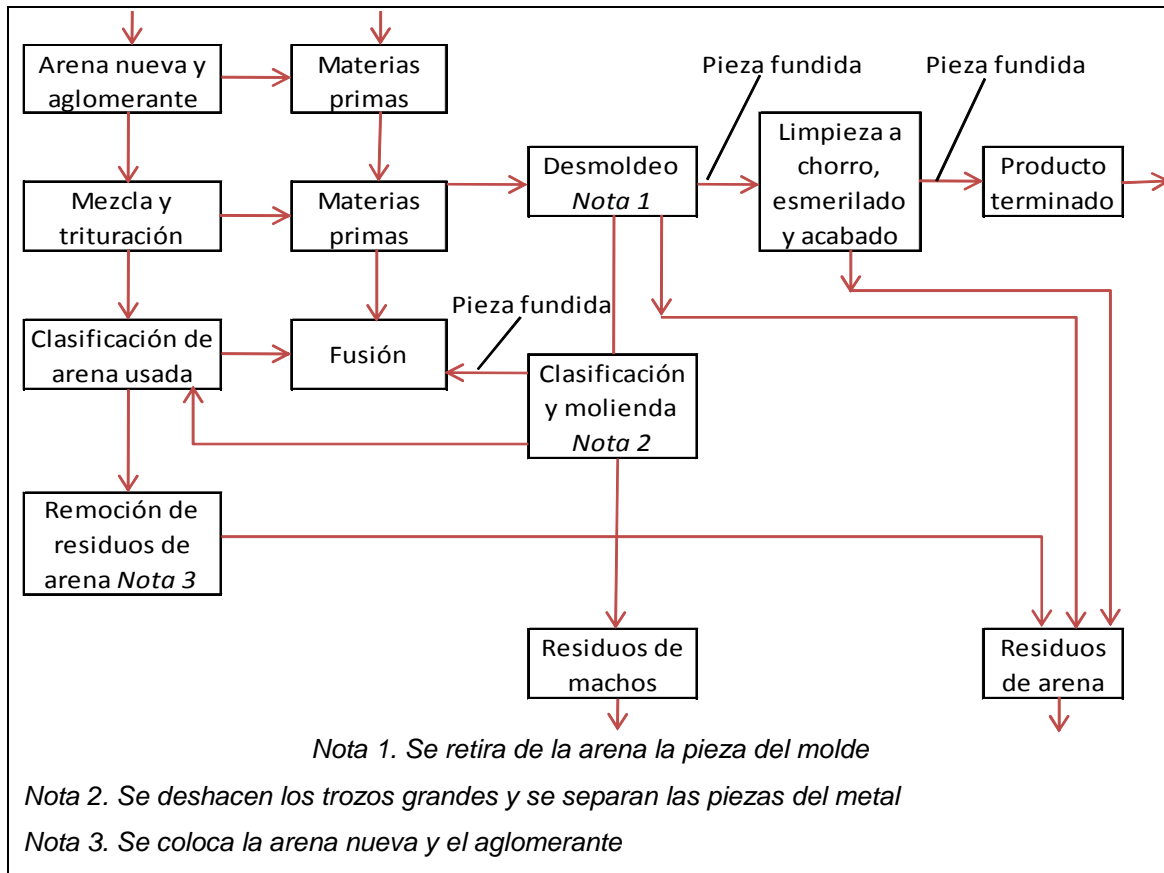 Arena nueva y
aglomerante
Materias
primas
Pieza fundida
Pieza fundida
Mezcla y
trituración
Materias
primas
Desmoldeo
Nota 1
Limpieza a
chorro,
esmerilado
y acabado
Producto
terminado
Clasificación de
arena usada
Fusión
Pieza fundida
Clasificación
y molienda
Nota 2
Remoción de
residuos de
arena Nota 3
Residuos de
machos
Residuos
de arena
Nota 1. Se retira de la arena la pieza del molde
Nota 2. Se deshacen los trozos grandes y se separan las piezas del metal
Nota 3. Se coloca la arena nueva y el aglomerante